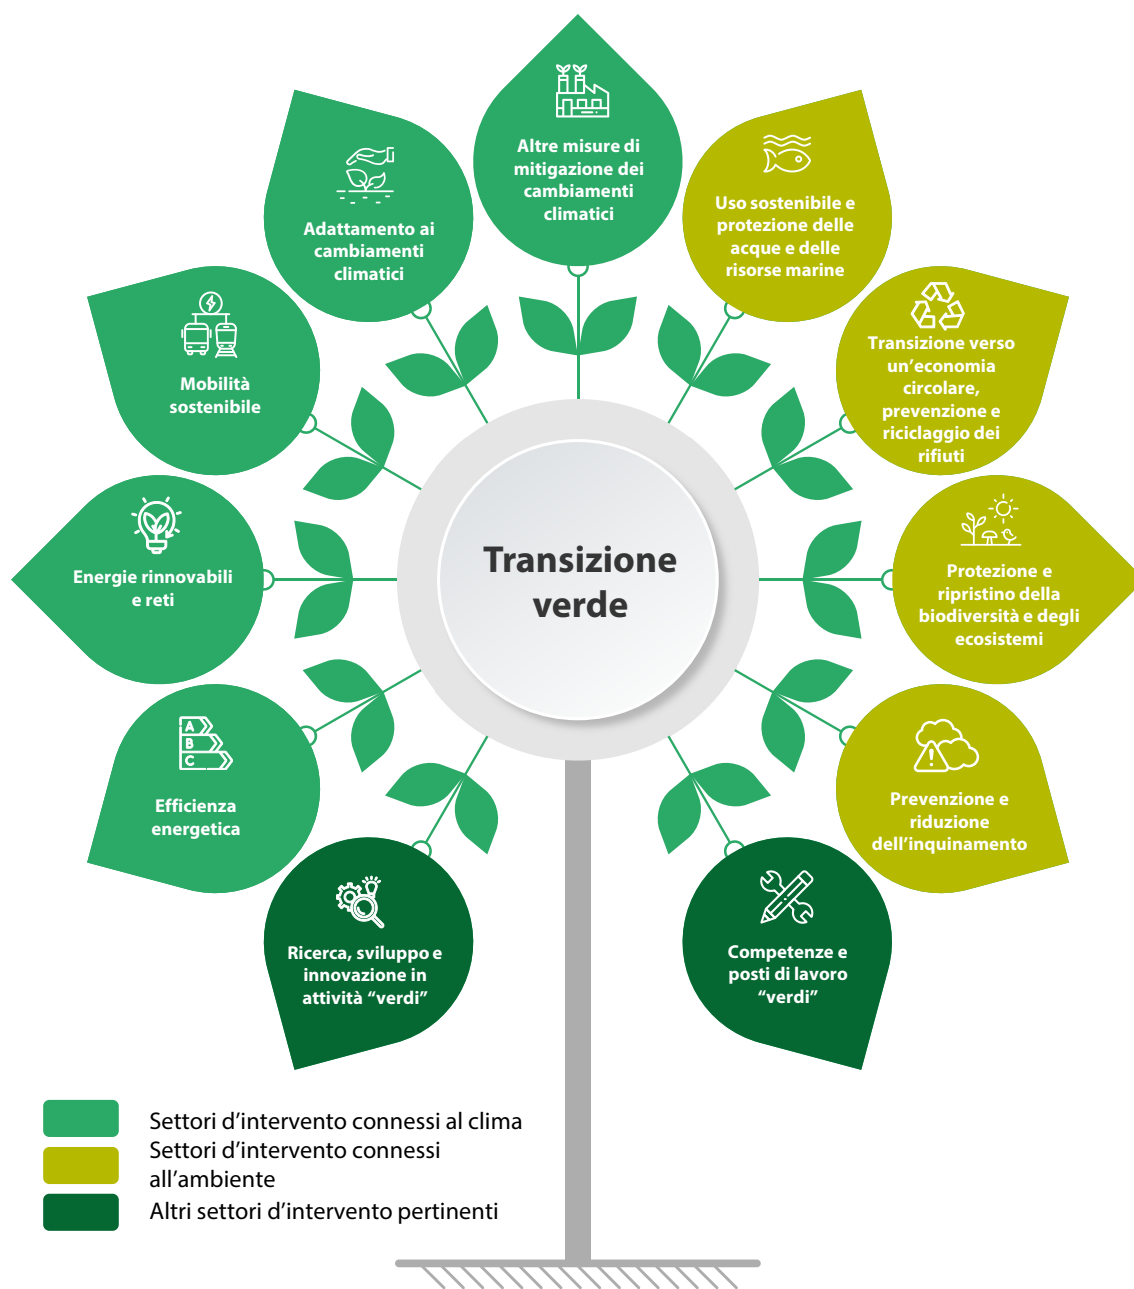 Altre misure di
mitigazione dei
cambiamenti
climatici
Adattamento ai
cambiamenti
climatici
Uso sostenibile e
protezione delle
acque e delle
risorse marine
Mobilità
sostenibile
Transizione verso
un’economia
circolare,
prevenzione e
riciclaggio dei
rifiuti
Energie rinnovabili
e reti
Transizione
verde
Protezione e
ripristino della
biodiversità e degli
ecosistemi
A
B
C
Efficienza
energetica
Prevenzione e
riduzione
dell’inquinamento
Ricerca, sviluppo e
innovazione in
attività “verdi”
Competenze e
posti di lavoro
“verdi”
Settori d’intervento connessi al clima
Settori d’intervento connessi
all’ambiente
Altri settori d’intervento pertinenti